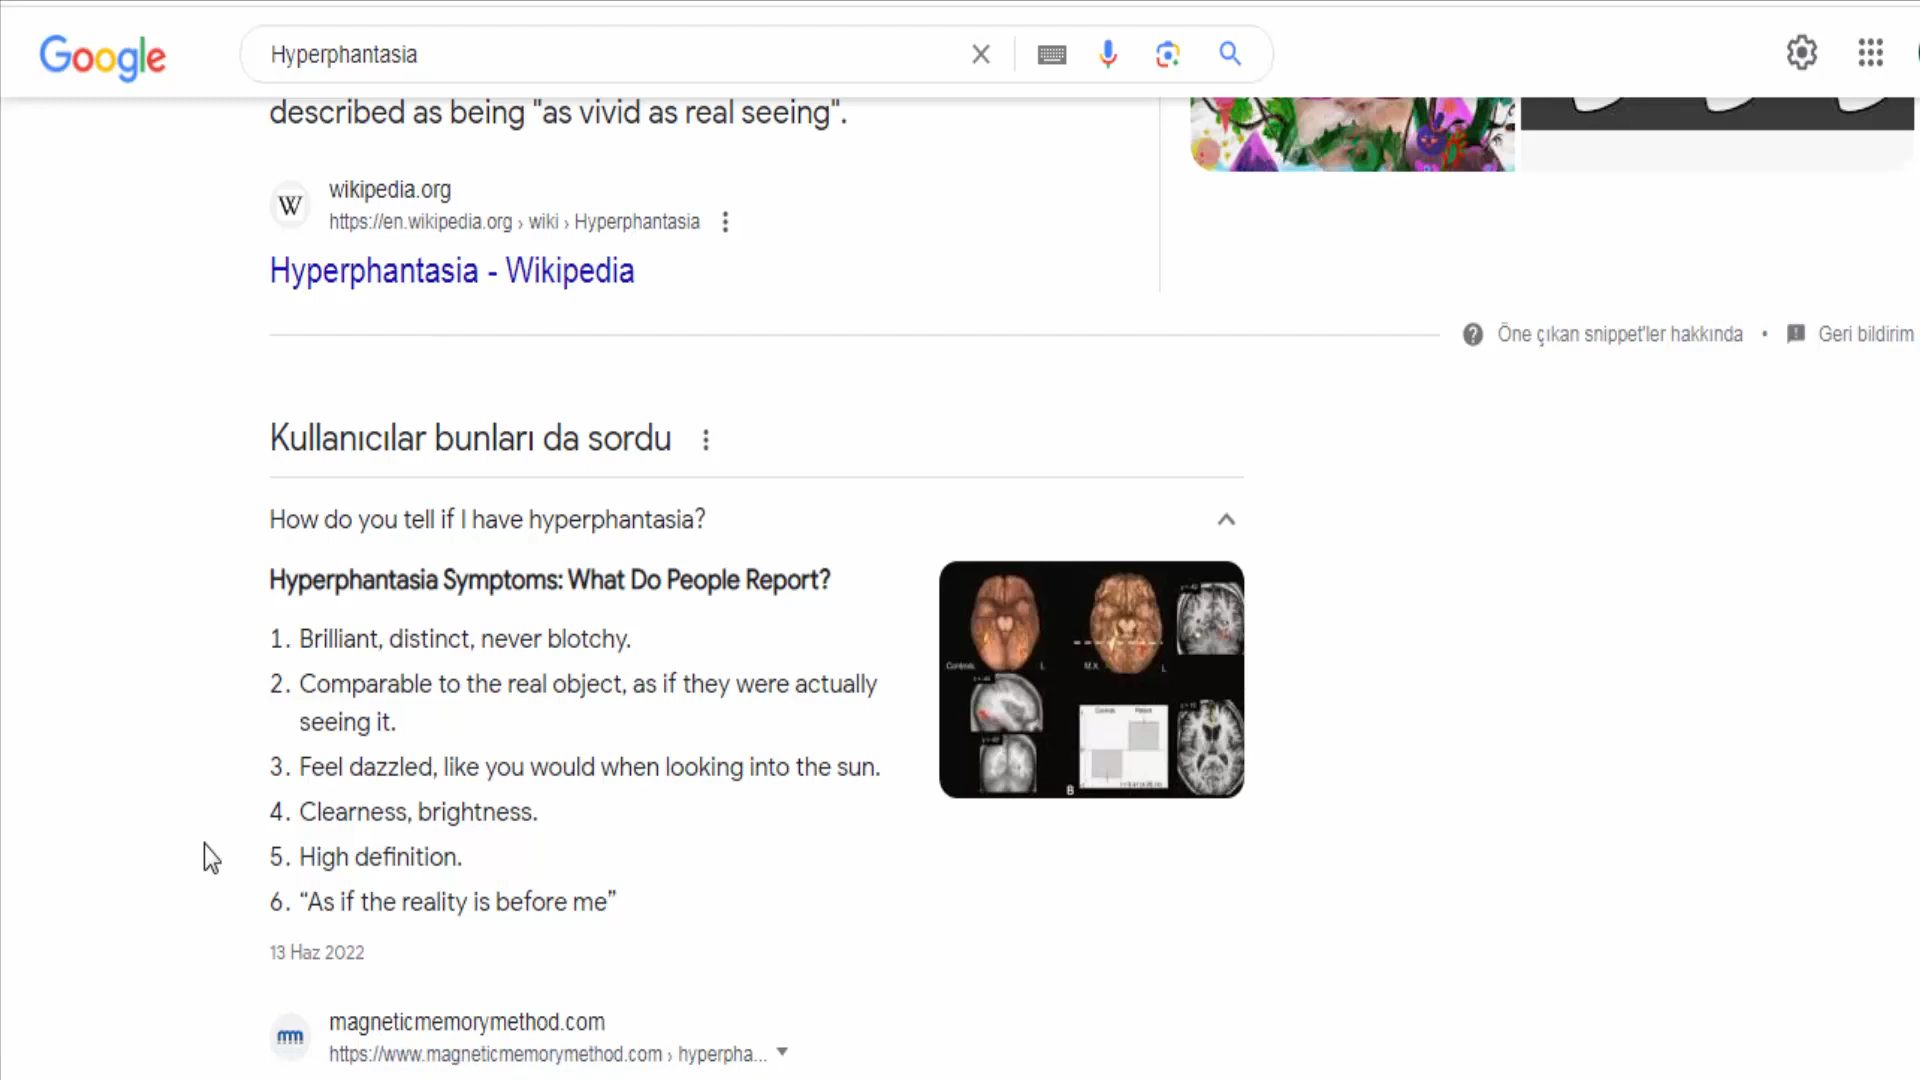 Google
Hyperphantasia
described as being "as vivid as real seeing".
W
wikipedia.org
https://en.wikipedia.org › wiki › Hyperphantasia
Hyperphantasia - Wikipedia
Öne çıkan snippet'ler hakkında • Geri bildirim
Kullanıcılar bunları da sordu
How do you tell if I have hyperphantasia?
Hyperphantasia Symptoms: What Do People Report?
1. Brilliant, distinct, never blotchy.
2. Comparable to the real object, as if they were actually
seeing it.
3. Feel dazzled, like you would when looking into the sun.
4. Clearness, brightness.
5. High definition.
6. “As if the reality is before me”
Controls L
M.X. L
Controls Patient
B
13 Haz 2022
mm
magneticmemorymethod.com
https://www.magneticmemorymethod.com › hyperpha...